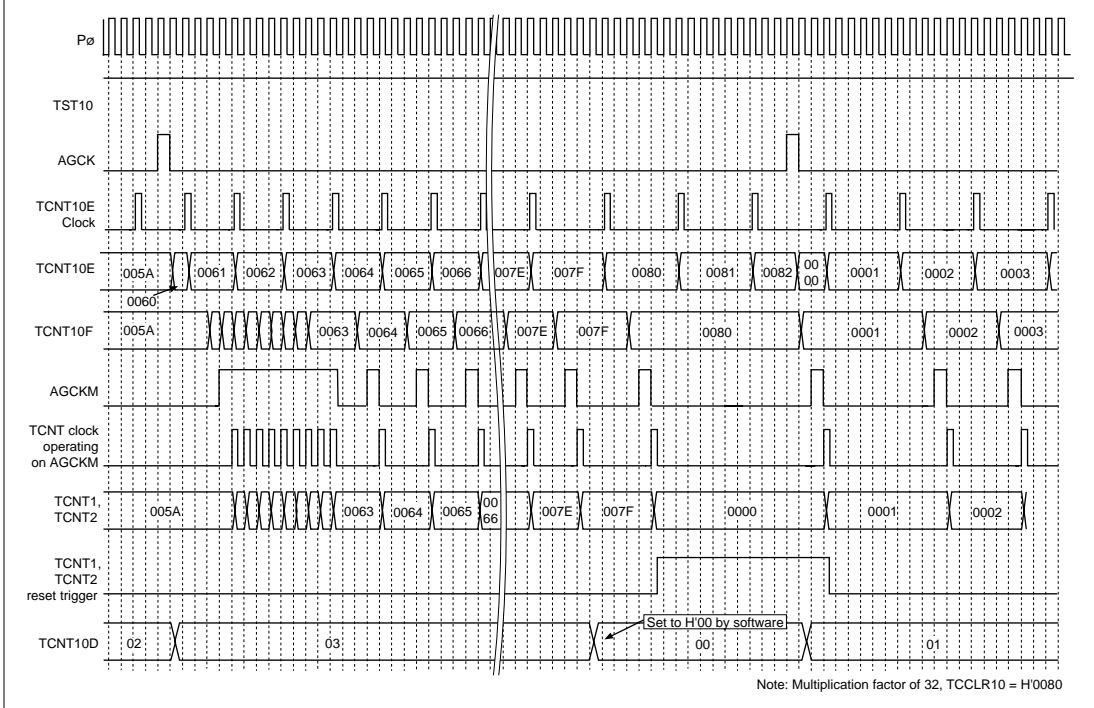 Pø
TST10
AGCK
TCNT10E
Clock
TCNT10E
005A
0061
0062
0063
0064
0065
0066
007E
007F
0080
0081
0082
00
00
0001
0002
0003
0060
TCNT10F
005A
0063
0064
0065
0066
007E
007F
0080
0001
0002
0003
AGCKM
TCNT clock
operating
on AGCKM
TCNT1,
TCNT2
005A
0063
0064
0065
00
66
007E
007F
0000
0001
0002
TCNT1,
TCNT2
reset trigger
Set to H'00 by software
TCNT10D
02
03
00
01
Note: Multiplication factor of 32, TCCLR10 = H'0080